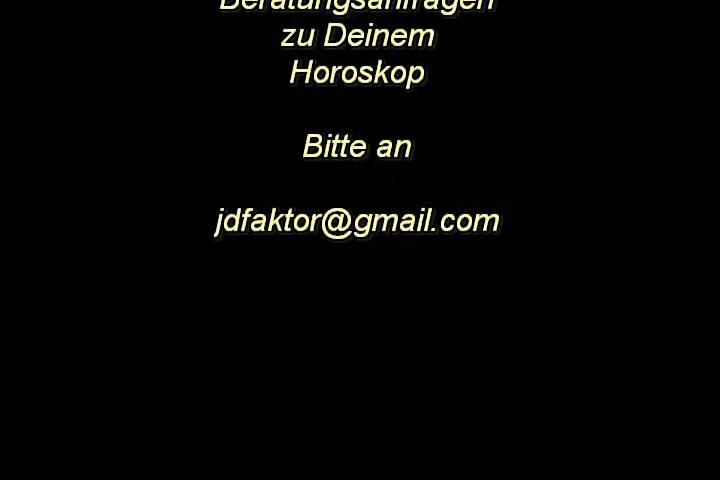 Beratungsanfragen
zu Deinem
Horoskop
Bitte an
jdfaktor@gmail.com